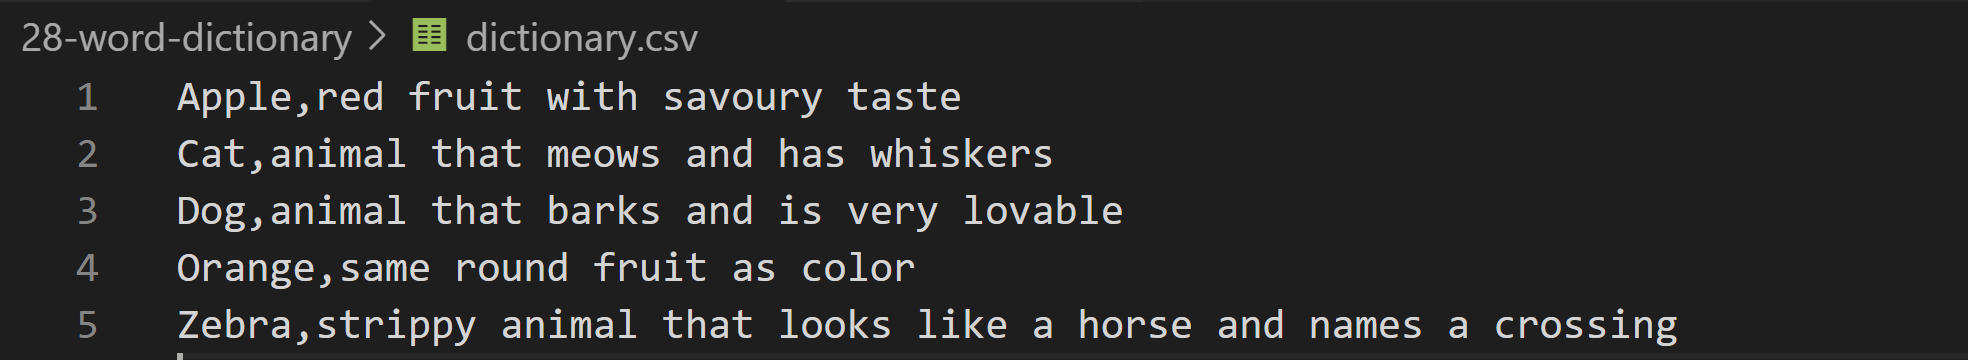 28-word-dictionary > dictionary.csv
1 Apple,red fruit with savoury taste
2 Cat,animal that meows and has whiskers
3 Dog,animal that barks and is very lovable
4 Orange,same round fruit as color
5 Zebra,strippy animal that looks like a horse and names a crossing